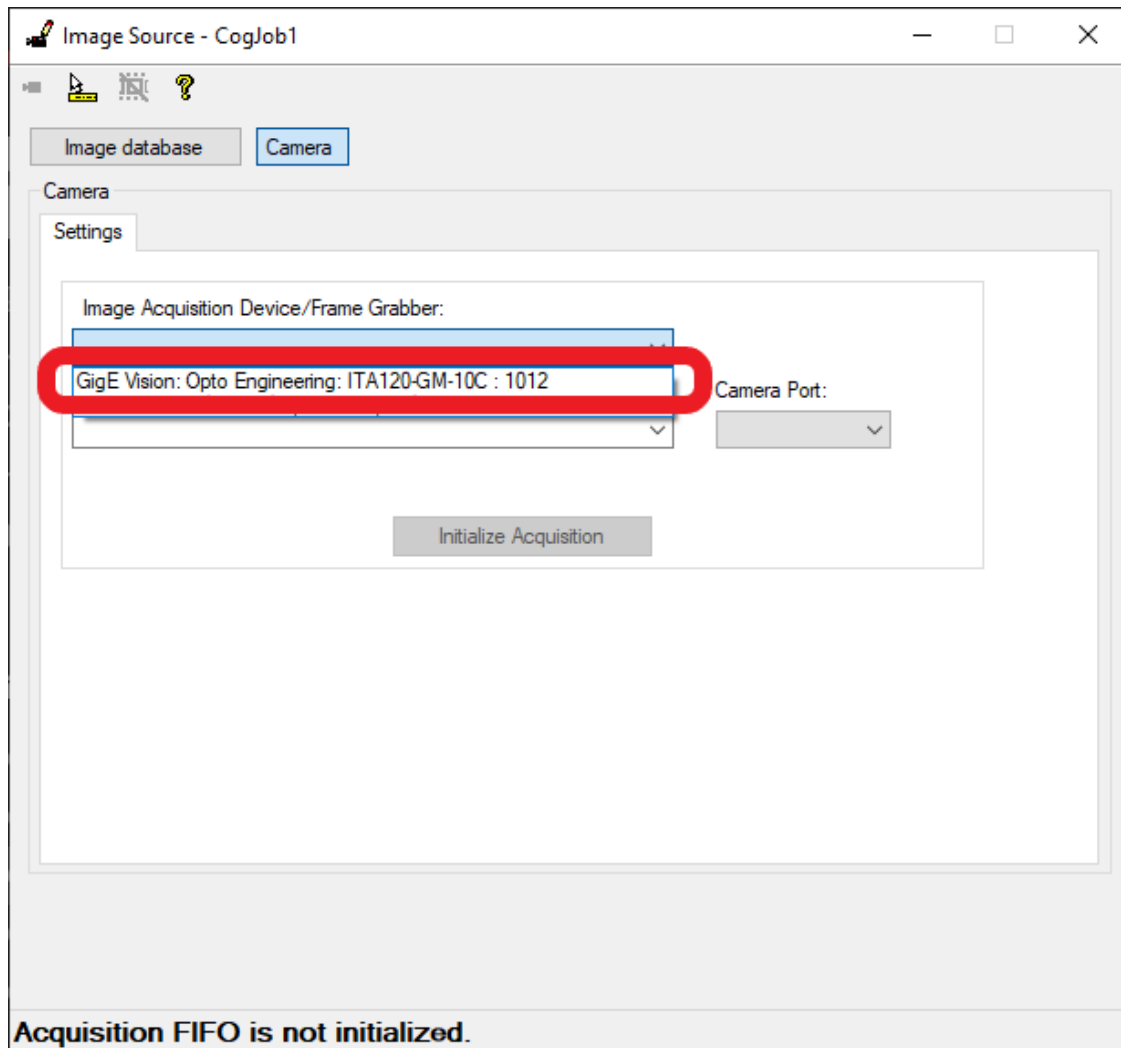 Image Source - CogJob1
Image database
Camera
Camera
Settings
Image Acquisition Device/Frame Grabber:
GigE Vision: Opto Engineering: ITA120-GM-10C : 1012
Camera Port:
Initialize Acquisition
Acquisition FIFO is not initialized.